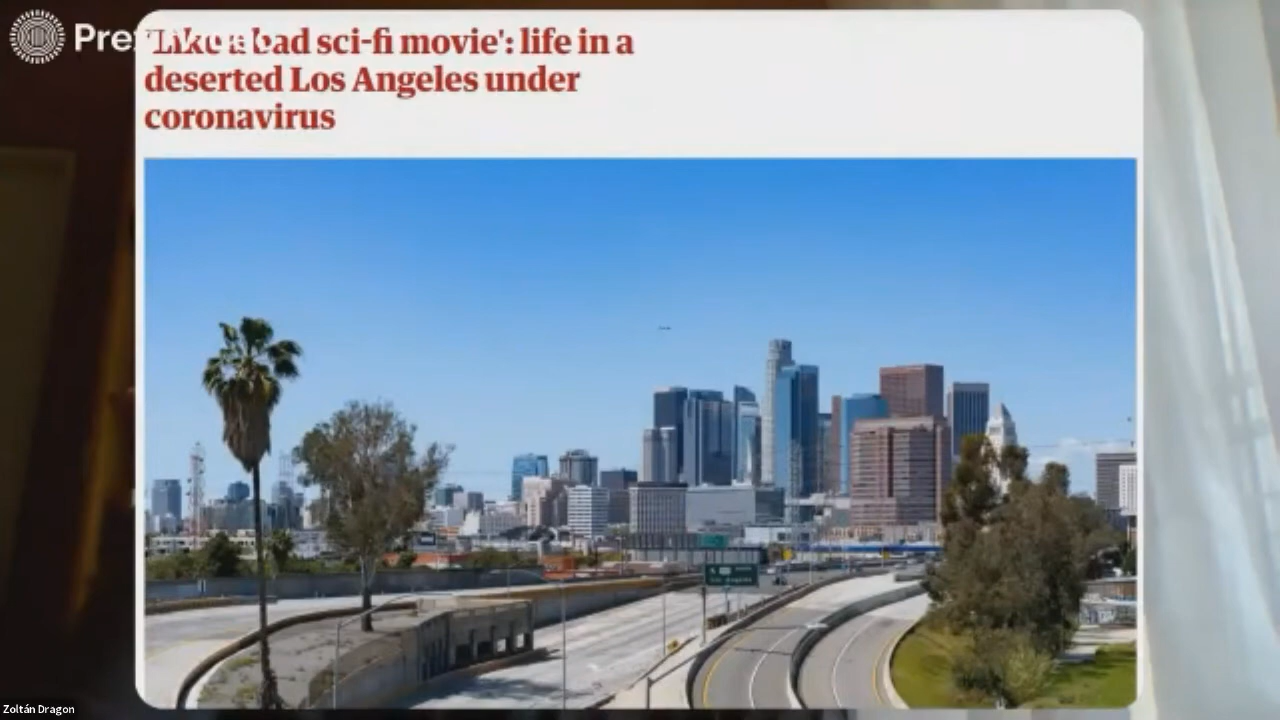 'Like a bad sci-fi movie': life in a
deserted Los Angeles under
coronavirus
Zoltán Dragon